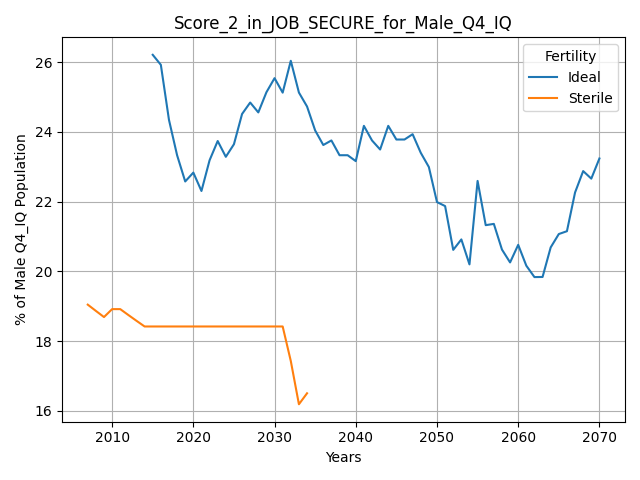 Score_2_in_JOB_SECURE_for_Male_Q4_IQ
Fertility
Ideal
Sterile
% of Male Q4_IQ Population
26
24
22
20
18
16
2010 2020 2030 2040 2050 2060 2070
Years